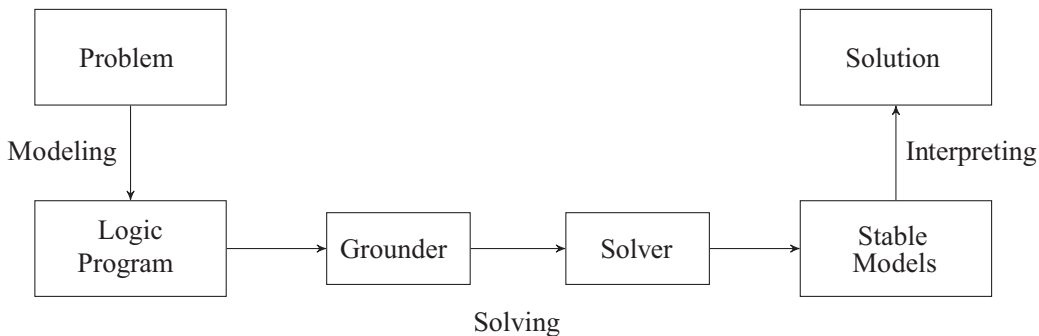 Problem
Solution
Modeling
Interpreting
Logic
Program
Grounder
Solver
Stable
Models
Solving